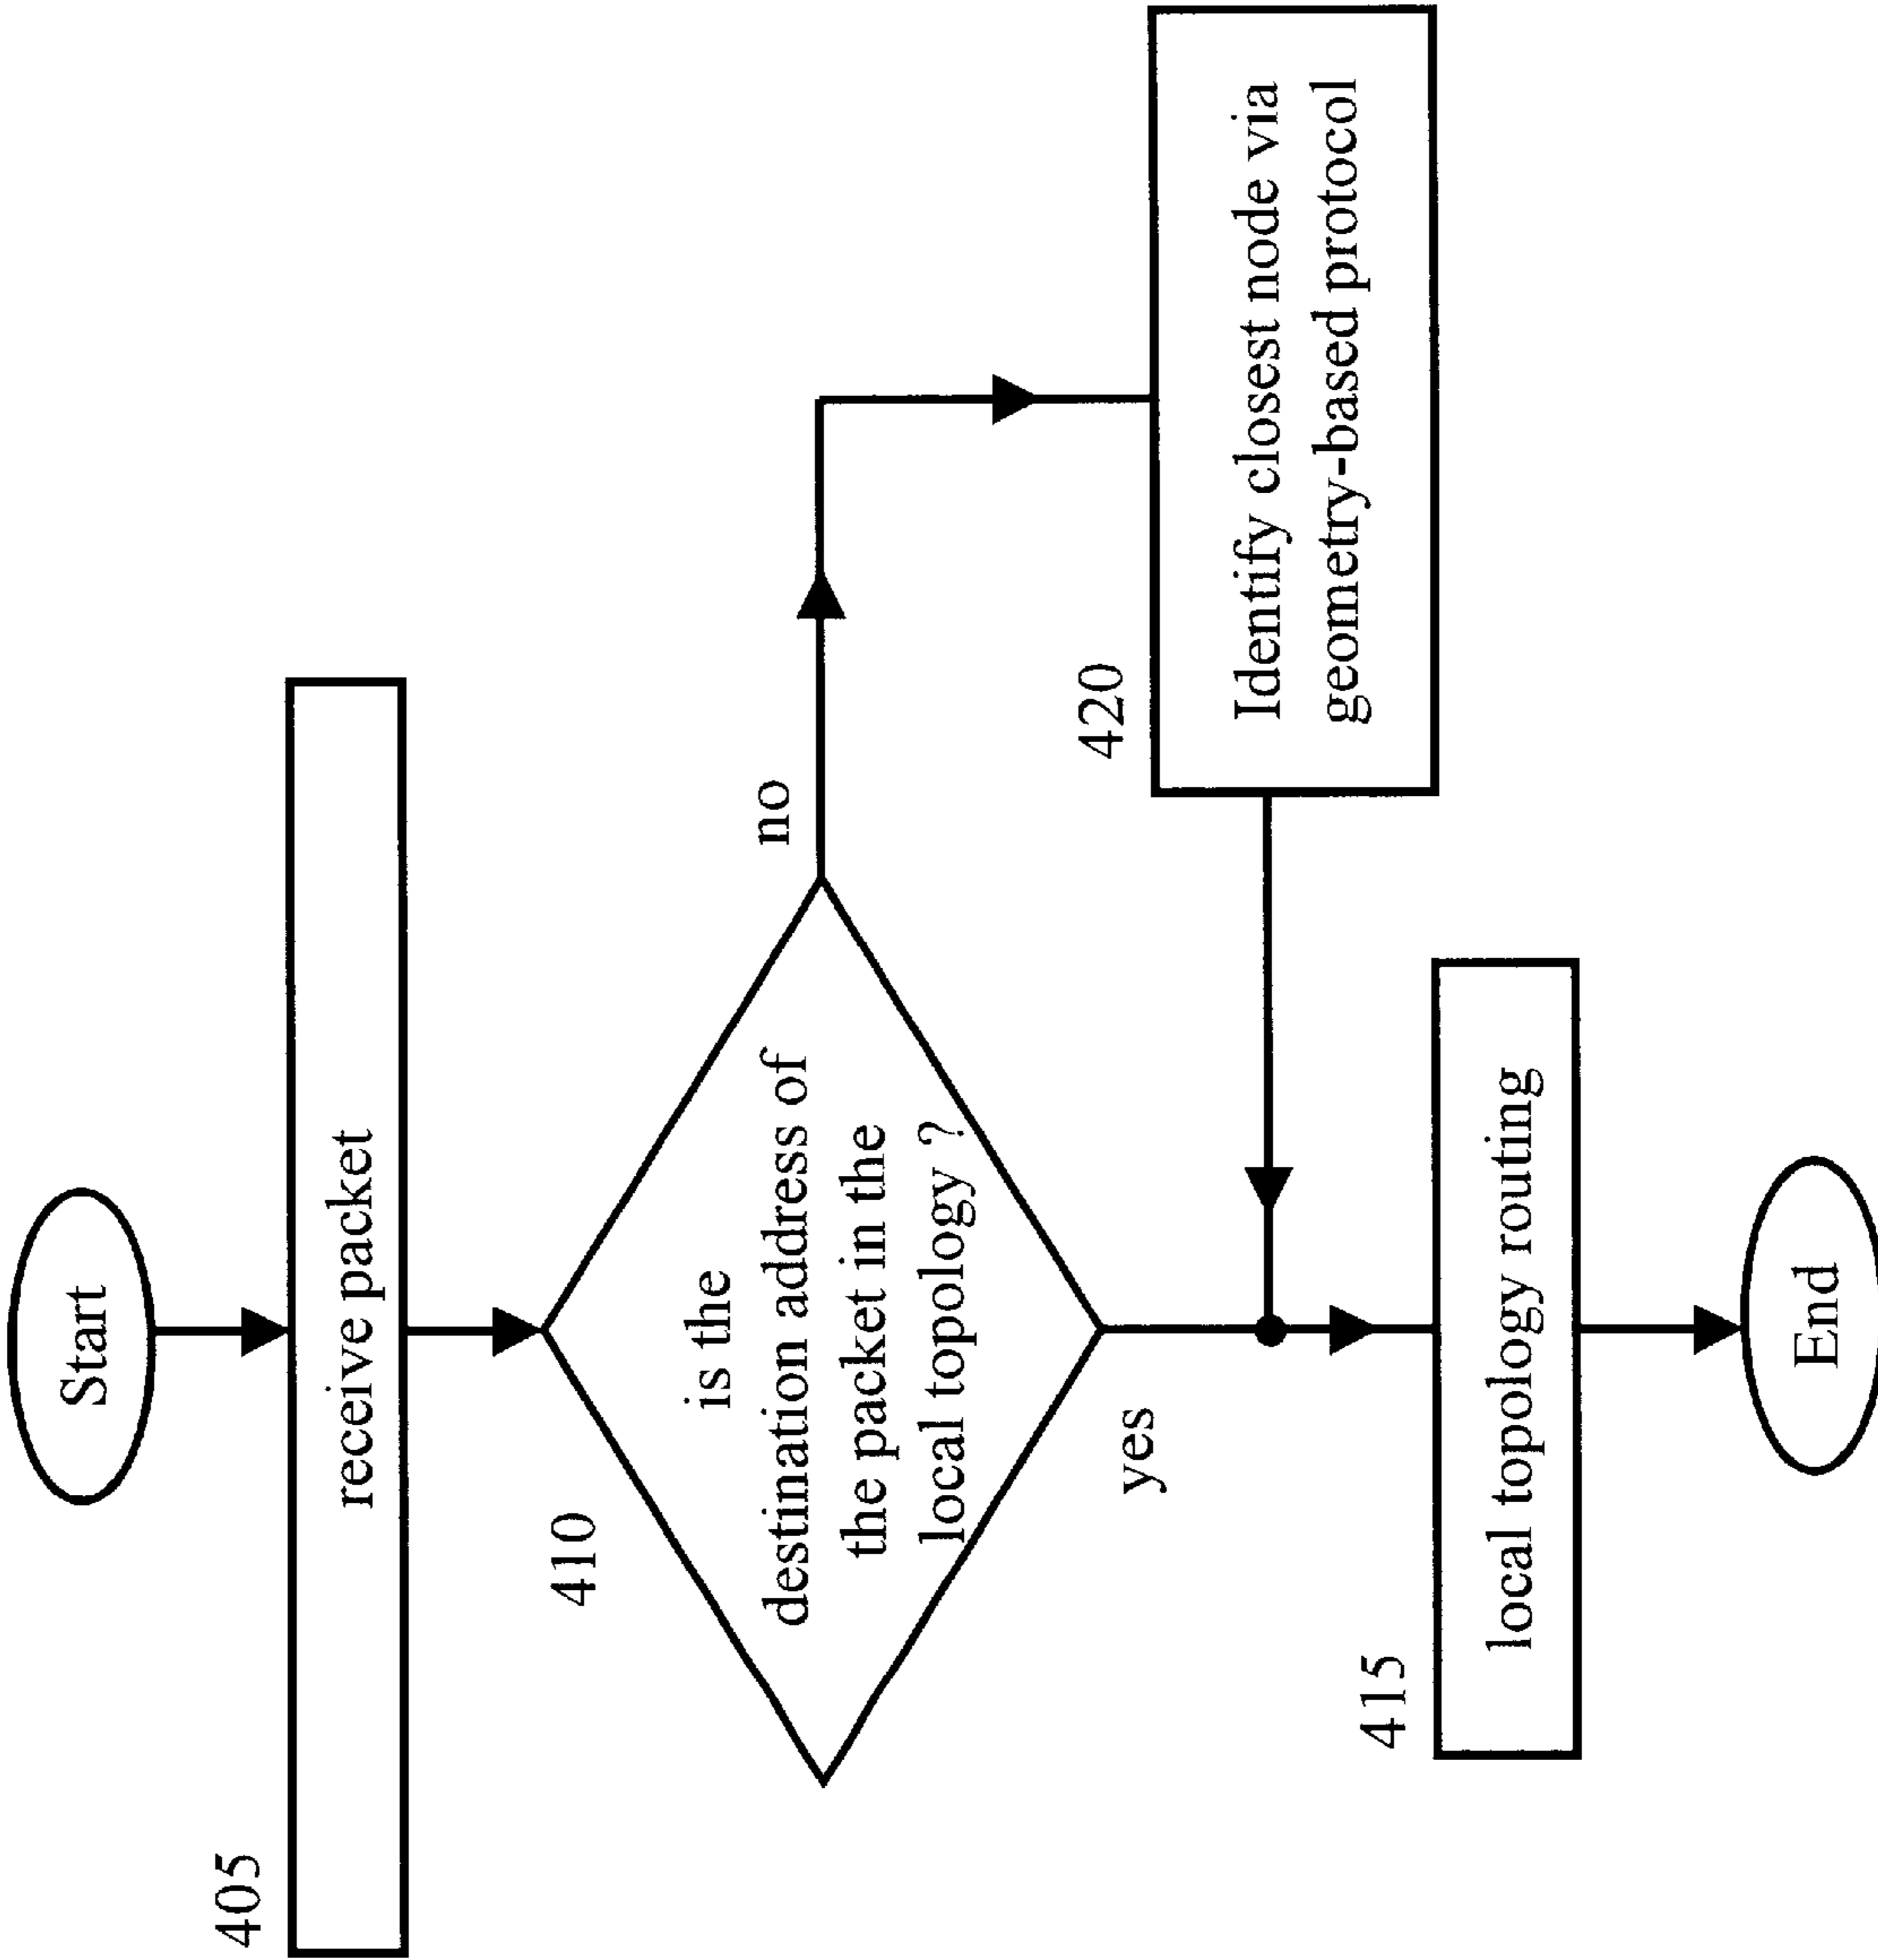 Start
405
receive packet
410
is the
destination address of
the packet in the
local topology ?
no
yes
420
Identify closest node via
geometry-based protocol
415
local topology routing
End